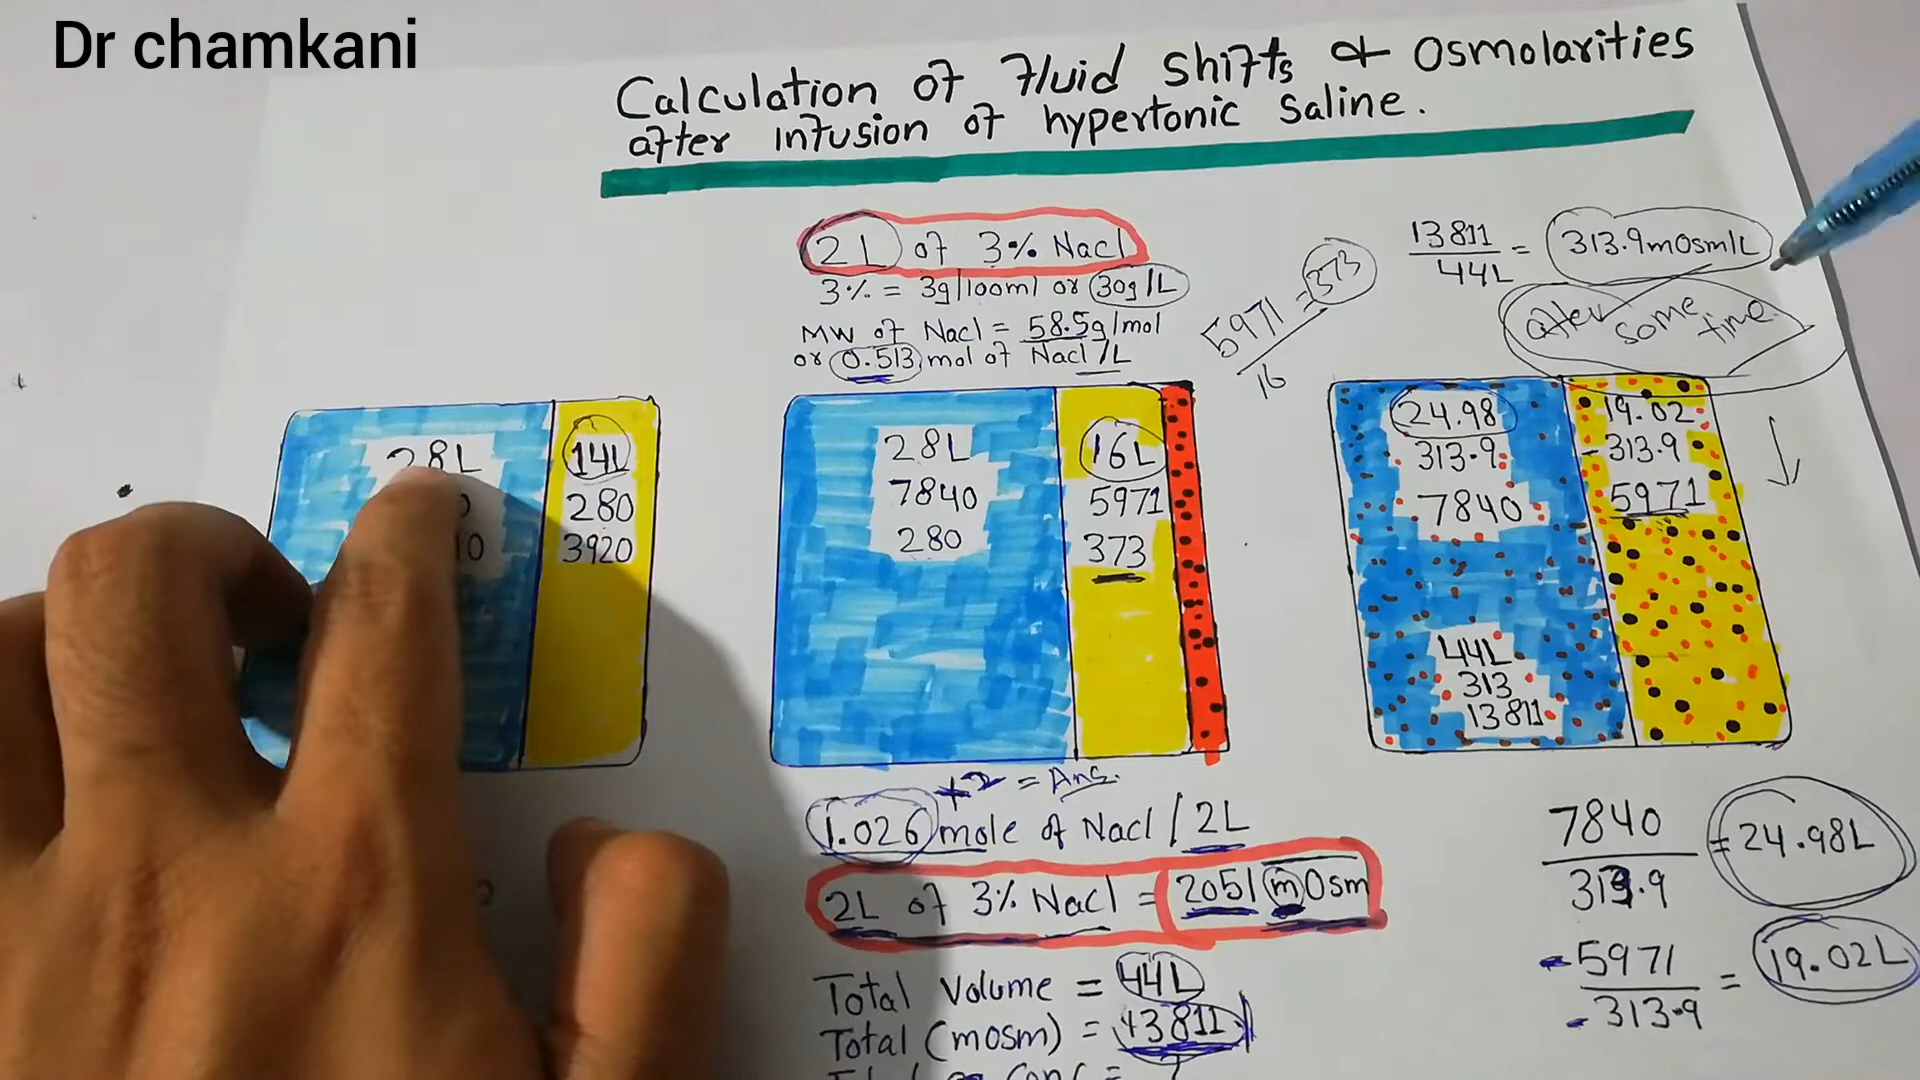 Dr chamkani
Calculation of Fluid Shifts & Osmolarities
after infusion of hypertonic Saline.
2L of 3% Nacl
3% = 3g/100ml or 30g/L
MW of Nacl = 58.5g/mol
or 0.513 mol of Nacl/L
5971
16
= 373
13811
44L
= 313.9mOsm/L
after some time
28L
14L
280
3920
28L
7840
280
16L
5971
373
24.98
313.9
7840
44L
313
13811
19.02
313.9
5971
×2 = Ans.
1.026 mole of Nacl / 2L
2L of 3% Nacl = 2051 mOsm
Total Volume = 44L
Total (mosm) = 13811
7840
313.9
= 24.98L
5971
313.9
= 19.02L